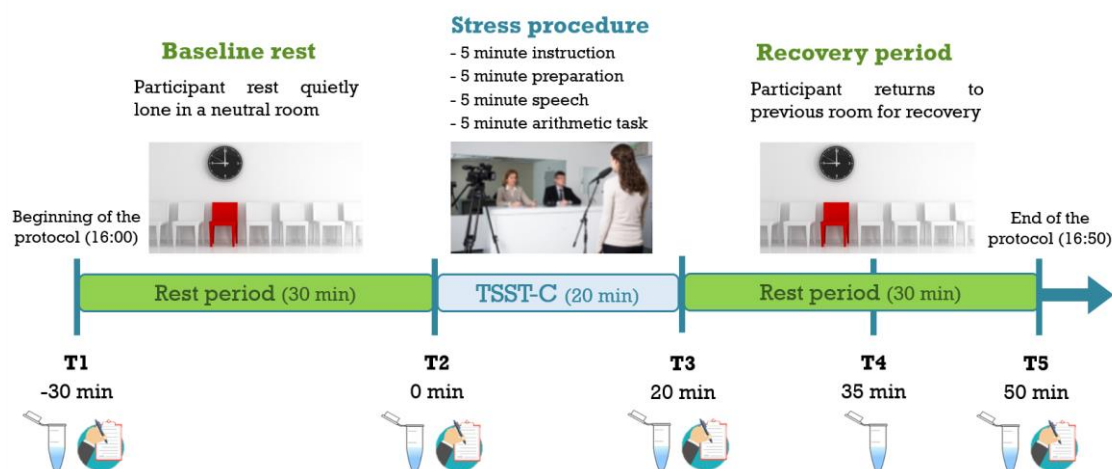 Baseline rest
Participant rest quietly
lone in a neutral room
Stress procedure
- 5 minute instruction
- 5 minute preparation
- 5 minute speech
- 5 minute arithmetic task
Recovery period
Participant returns to
previous room for recovery
Beginning of the
protocol (16:00)
End of the
protocol (16:50)
Rest period (30 min)
TSST-C (20 min)
Rest period (30 min)
T1
-30 min
T2
0 min
T3
20 min
T4
35 min
T5
50 min